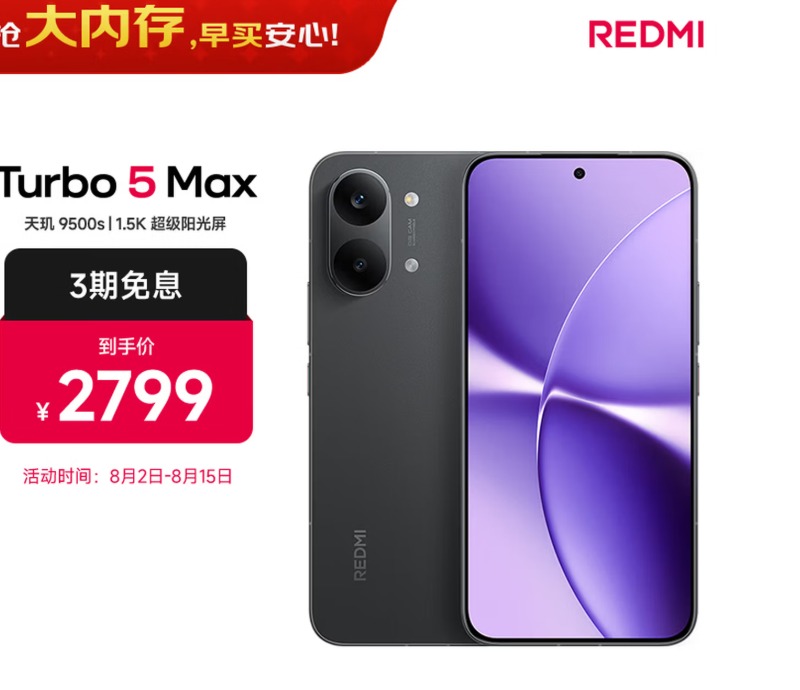 抢大内存,早买安心!
REDMI
Turbo 5 Max
天玑 9500s | 1.5K 超级阳光屏
3期免息
到手价
¥2799
活动时间：8月2日-8月15日
REDMI